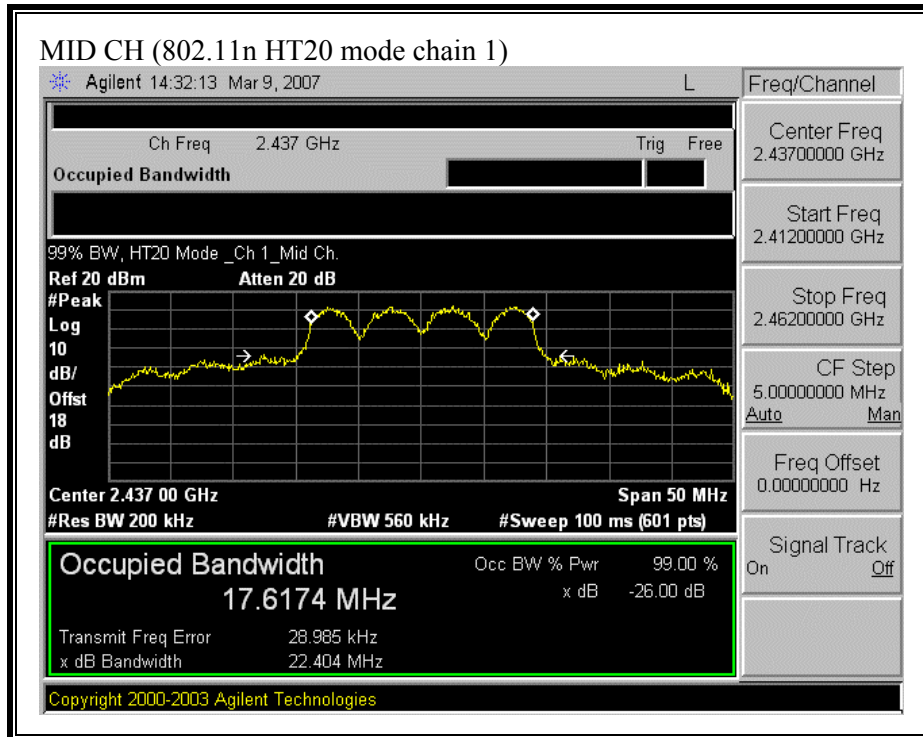 MID CH (802.11n HT20 mode chain 1)
Agilent 14:32:13 Mar 9, 2007 L
Freq/Channel
Ch Freq 2.437 GHz Trig Free
Occupied Bandwidth
Center Freq
2.43700000 GHz
Start Freq
2.41200000 GHz
Stop Freq
2.46200000 GHz
CF Step
5.00000000 MHz
Auto Man
Freq Offset
0.00000000 Hz
Signal Track
On Off
99% BW, HT20 Mode _Ch 1_Mid Ch.
Ref 20 dBm Atten 20 dB
#Peak
Log
10
dB/
Offst
18
dB
Center 2.437 00 GHz Span 50 MHz
#Res BW 200 kHz #VBW 560 kHz #Sweep 100 ms (601 pts)
Occupied Bandwidth Occ BW % Pwr 99.00 %
17.6174 MHz x dB -26.00 dB
Transmit Freq Error 28.985 kHz
x dB Bandwidth 22.404 MHz
Copyright 2000-2003 Agilent Technologies